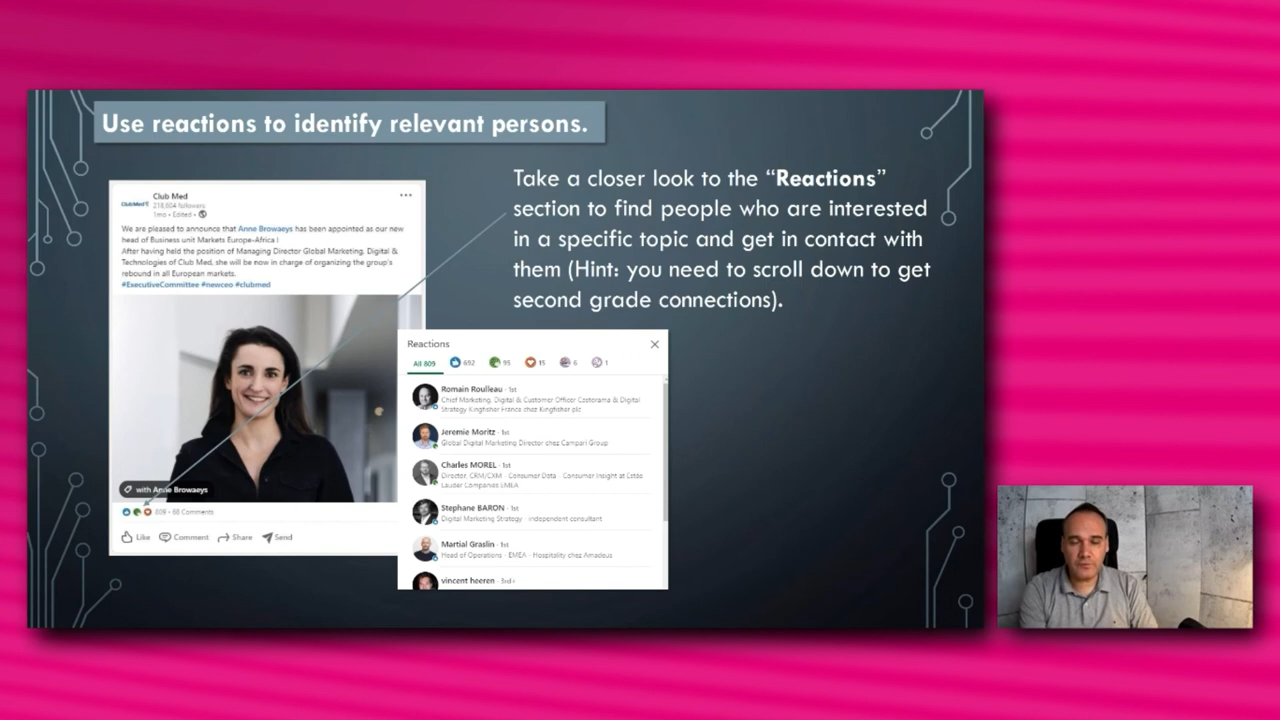 Use reactions to identify relevant persons.
Take a closer look to the “Reactions”
section to find people who are interested
in a specific topic and get in contact with
them (Hint: you need to scroll down to get
second grade connections).
ClubMed
Club Med
218,604 followers
1mo • Edited •
We are pleased to announce that Anne Browaeys has been appointed as our new
head of Business unit Markets Europe-Africa !
After having held the position of Managing Director Global Marketing, Digital &
Technologies of Club Med, she will be now in charge of organizing the group's
rebound in all European markets.
#ExecutiveCommittee #newceo #clubmed
with Anne Browaeys
809 • 68 Comments
Like Comment Share Send
Reactions
All 809 692 95 15 6 1
Romain Roulleau · 1st
Chief Marketing, Digital & Customer Officer Castorama & Digital
Strategy Kingfisher France chez Kingfisher plc
Jeremie Moritz · 1st
Global Digital Marketing Director chez Campari Group
Charles MOREL · 1st
Director, CRM/CXM - Consumer Data - Consumer Insight at Estée
Lauder Companies EMEA
Stephane BARON · 1st
Digital Marketing Strategy - independent consultant
Martial Graslin · 1st
Head of Operations - EMEA - Hospitality chez Amadeus
vincent heeren · 3rd+